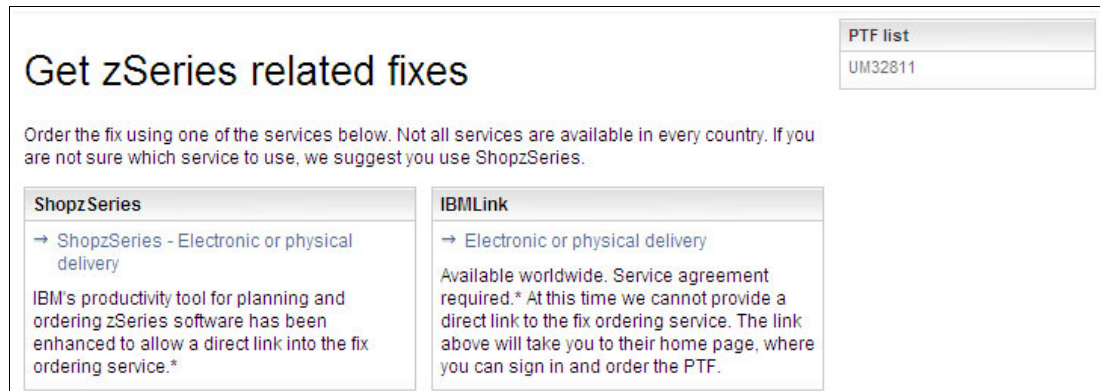 Get zSeries related fixes
Order the fix using one of the services below. Not all services are available in every country. If you
are not sure which service to use, we suggest you use ShopzSeries.
ShopzSeries
→ ShopzSeries - Electronic or physical
delivery
IBM's productivity tool for planning and
ordering zSeries software has been
enhanced to allow a direct link into the fix
ordering service.*
IBMLink
→ Electronic or physical delivery
Available worldwide. Service agreement
required.* At this time we cannot provide a
direct link to the fix ordering service. The link
above will take you to their home page, where
you can sign in and order the PTF.
PTF list
UM32811